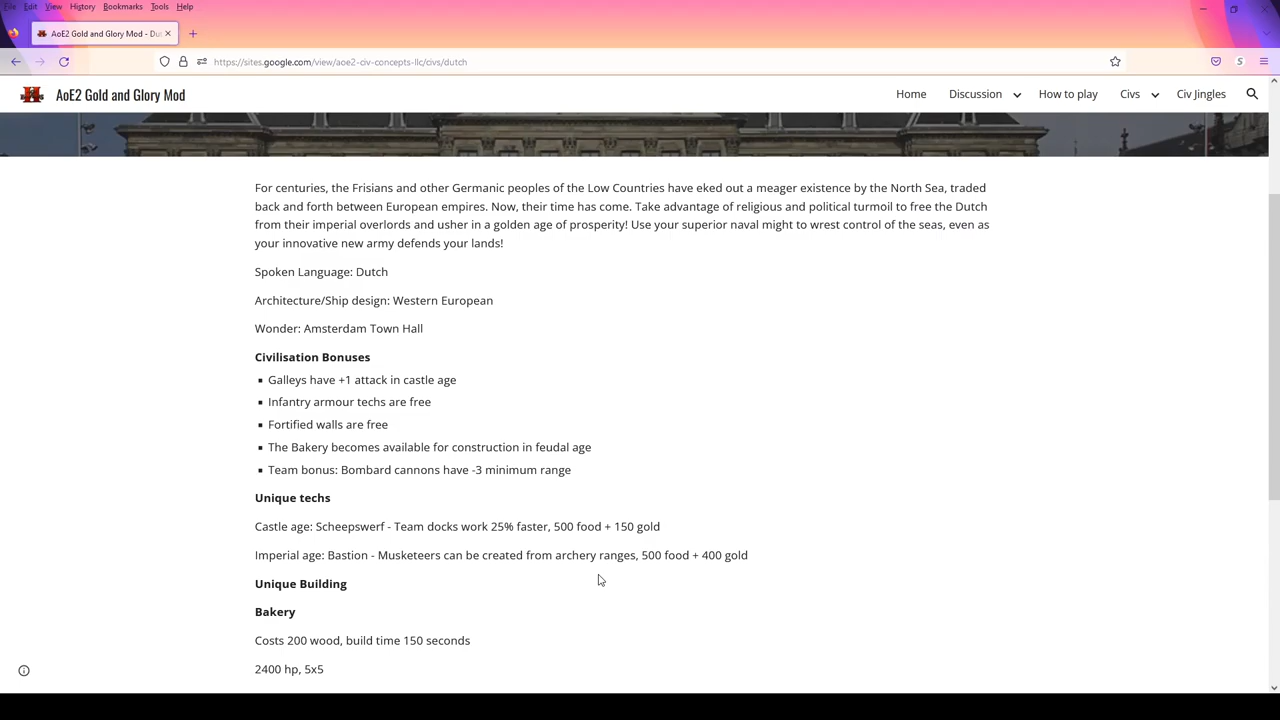 File Edit View History Bookmarks Tools Help
AoE2 Gold and Glory Mod - Du
https://sites.google.com/view/aoe2-civ-concepts-llc/civs/dutch
AoE2 Gold and Glory Mod Home Discussion How to play Civs Civ Jingles
For centuries, the Frisians and other Germanic peoples of the Low Countries have eked out a meager existence by the North Sea, traded
back and forth between European empires. Now, their time has come. Take advantage of religious and political turmoil to free the Dutch
from their imperial overlords and usher in a golden age of prosperity! Use your superior naval might to wrest control of the seas, even as
your innovative new army defends your lands!
Spoken Language: Dutch
Architecture/Ship design: Western European
Wonder: Amsterdam Town Hall
Civilisation Bonuses
▪ Galleys have +1 attack in castle age
▪ Infantry armour techs are free
▪ Fortified walls are free
▪ The Bakery becomes available for construction in feudal age
▪ Team bonus: Bombard cannons have -3 minimum range
Unique techs
Castle age: Scheepswerf - Team docks work 25% faster, 500 food + 150 gold
Imperial age: Bastion - Musketeers can be created from archery ranges, 500 food + 400 gold
Unique Building
Bakery
Costs 200 wood, build time 150 seconds
2400 hp, 5x5